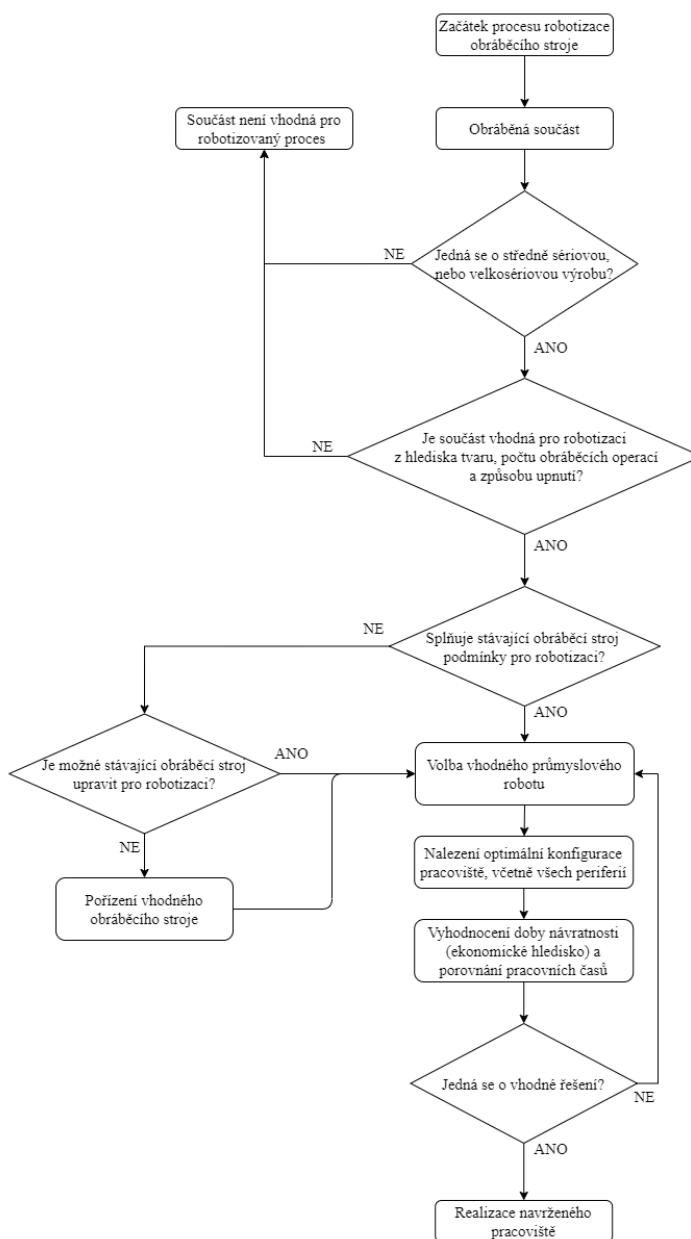 Začátek procesu robotizace
obráběcího stroje
Součást není vhodná pro
robotizovaný proces
Obráběná součást
NE
Jedná se o středně sériovou,
nebo velkosériovou výrobu?
ANO
NE
Je součást vhodná pro robotizaci
z hlediska tvaru, počtu obráběcích operací
a způsobu upnutí?
ANO
NE
Splňuje stávající obráběcí stroj
podmínky pro robotizaci?
ANO
Je možné stávající obráběcí stroj
upravit pro robotizaci?
ANO
Volba vhodného průmyslového
robotu
NE
Nalezení optimální konfigurace
pracoviště, včetně všech periferií
Pořízení vhodného
obráběcího stroje
Vyhodnocení doby návratnosti
(ekonomické hledisko) a
porovnání pracovních časů
Jedná se o vhodné řešení?
NE
ANO
Realizace navrženého
pracoviště